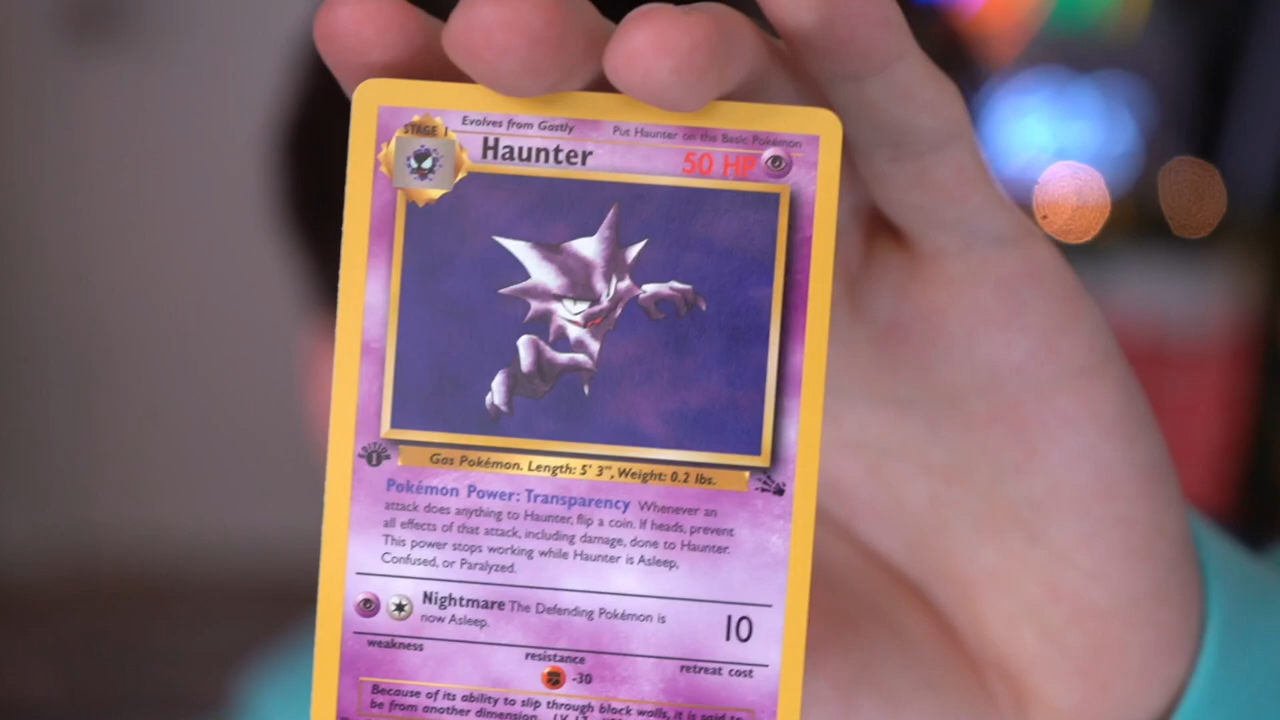 Evolves from Gastly Put Haunter on the Basic Pokémon
STAGE 1
Haunter 50 HP
EDITION 1
Gas Pokémon. Length: 5' 3", Weight: 0.2 lbs.
Pokémon Power: Transparency Whenever an
attack does anything to Haunter, flip a coin. If heads, prevent
all effects of that attack, including damage, done to Haunter.
This power stops working while Haunter is Asleep,
Confused, or Paralyzed.
Nightmare The Defending Pokémon is
now Asleep.
10
weakness resistance retreat cost
-30
Because of its ability to slip through block walls, it is said to
be from another dimension. LV. 17